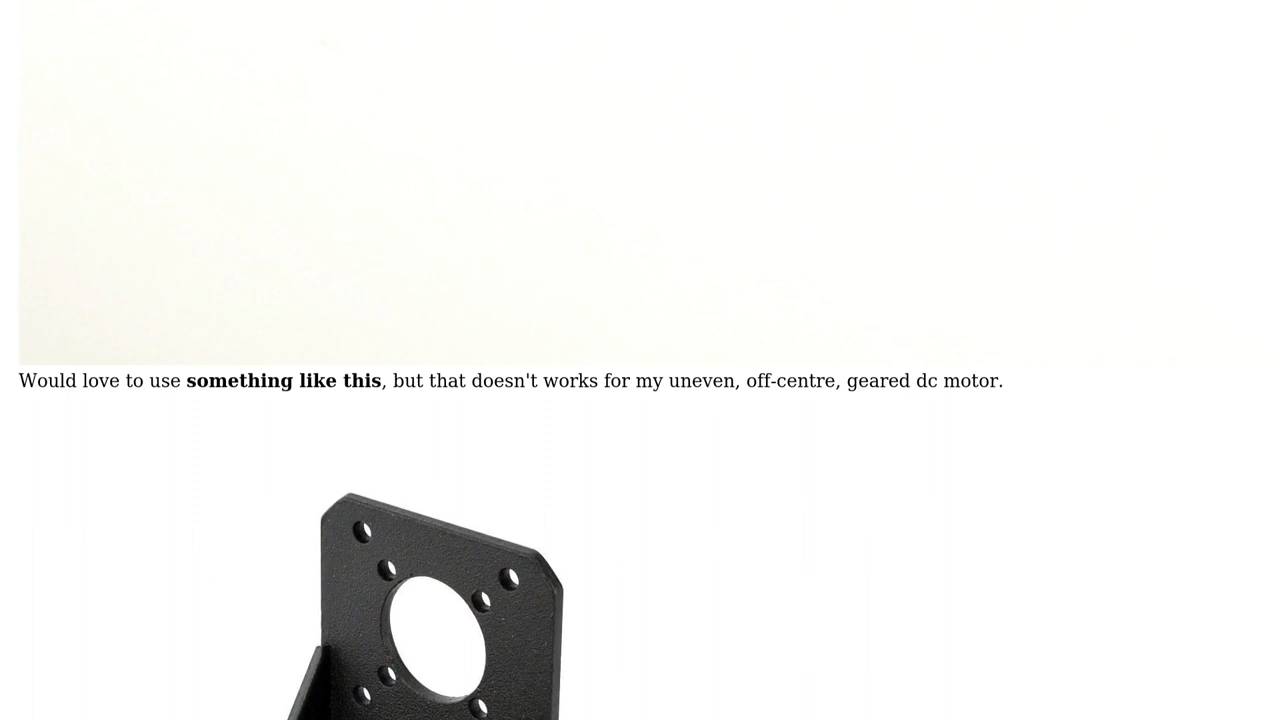 Would love to use something like this, but that doesn't works for my uneven, off-centre, geared dc motor.